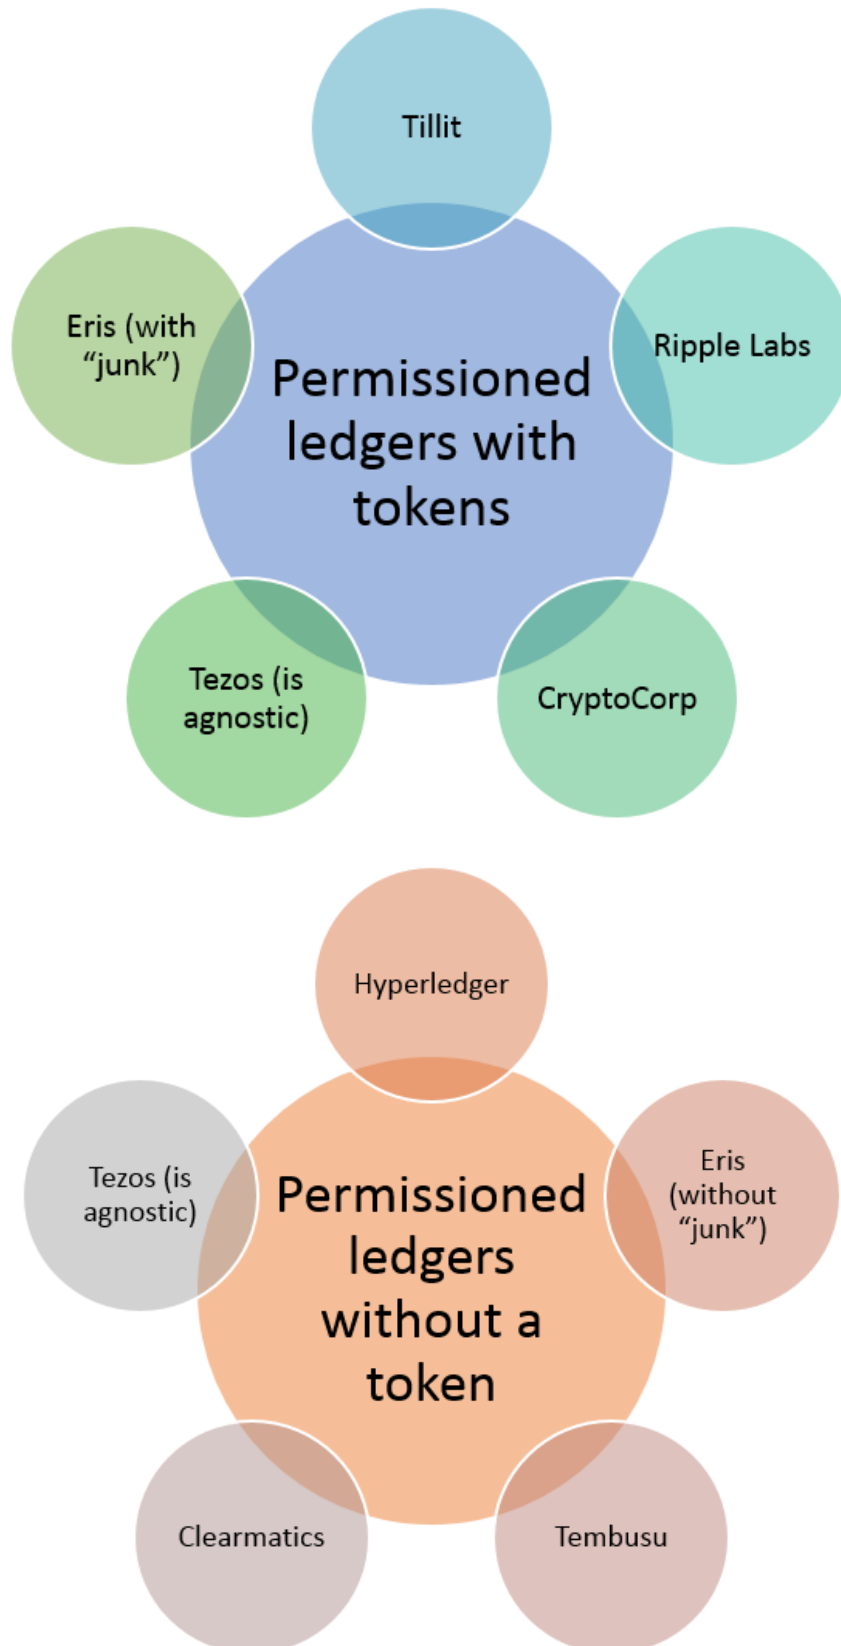 Tillit
Eris (with
“junk”)
Ripple Labs
Permissioned
ledgers with
tokens
Tezos (is
agnostic)
CryptoCorp
Hyperledger
Tezos (is
agnostic)
Eris
(without
“junk”)
Permissioned
ledgers
without a
token
Clearmatics
Tembusu